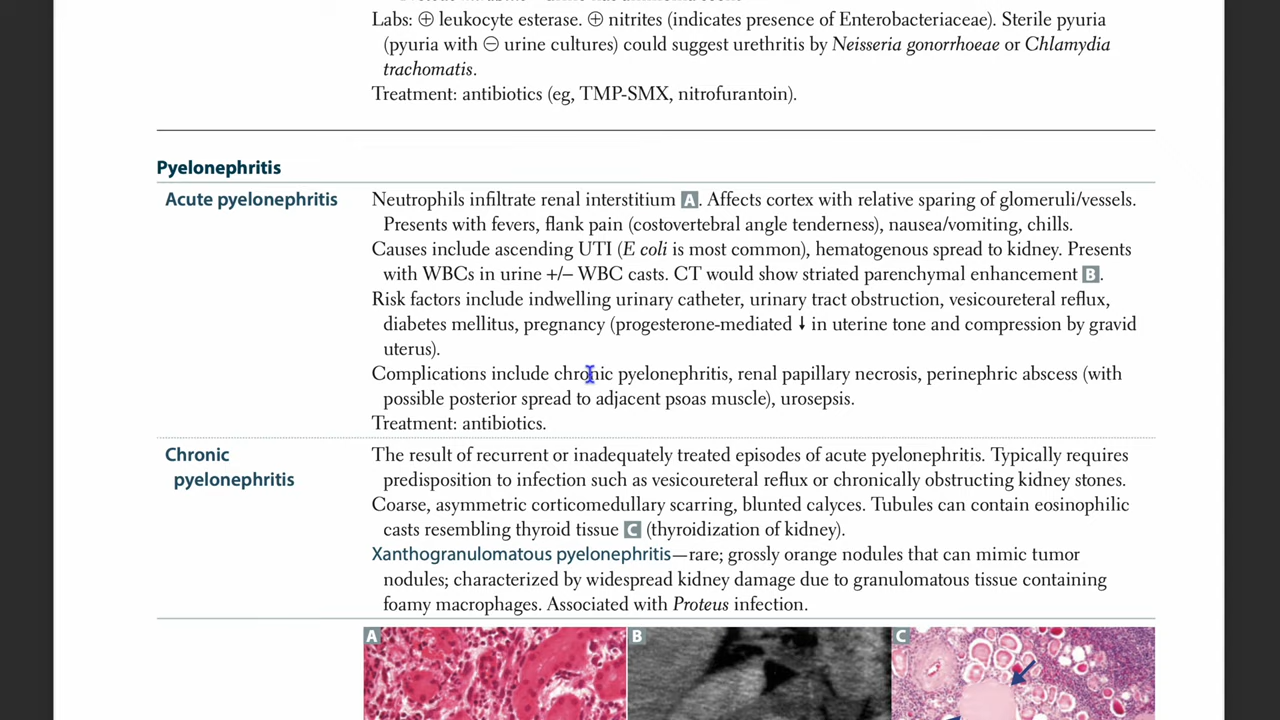 Labs: ⊕ leukocyte esterase. ⊕ nitrites (indicates presence of Enterobacteriaceae). Sterile pyuria
(pyuria with ⊖ urine cultures) could suggest urethritis by Neisseria gonorrhoeae or Chlamydia
trachomatis.
Treatment: antibiotics (eg, TMP-SMX, nitrofurantoin).
Pyelonephritis
Acute pyelonephritis
Neutrophils infiltrate renal interstitium A. Affects cortex with relative sparing of glomeruli/vessels.
Presents with fevers, flank pain (costovertebral angle tenderness), nausea/vomiting, chills.
Causes include ascending UTI (E coli is most common), hematogenous spread to kidney. Presents
with WBCs in urine +/− WBC casts. CT would show striated parenchymal enhancement B.
Risk factors include indwelling urinary catheter, urinary tract obstruction, vesicoureteral reflux,
diabetes mellitus, pregnancy (progesterone-mediated ↓ in uterine tone and compression by gravid
uterus).
Complications include chronic pyelonephritis, renal papillary necrosis, perinephric abscess (with
possible posterior spread to adjacent psoas muscle), urosepsis.
Treatment: antibiotics.
Chronic
pyelonephritis
The result of recurrent or inadequately treated episodes of acute pyelonephritis. Typically requires
predisposition to infection such as vesicoureteral reflux or chronically obstructing kidney stones.
Coarse, asymmetric corticomedullary scarring, blunted calyces. Tubules can contain eosinophilic
casts resembling thyroid tissue C (thyroidization of kidney).
Xanthogranulomatous pyelonephritis—rare; grossly orange nodules that can mimic tumor
nodules; characterized by widespread kidney damage due to granulomatous tissue containing
foamy macrophages. Associated with Proteus infection.
A
B
C